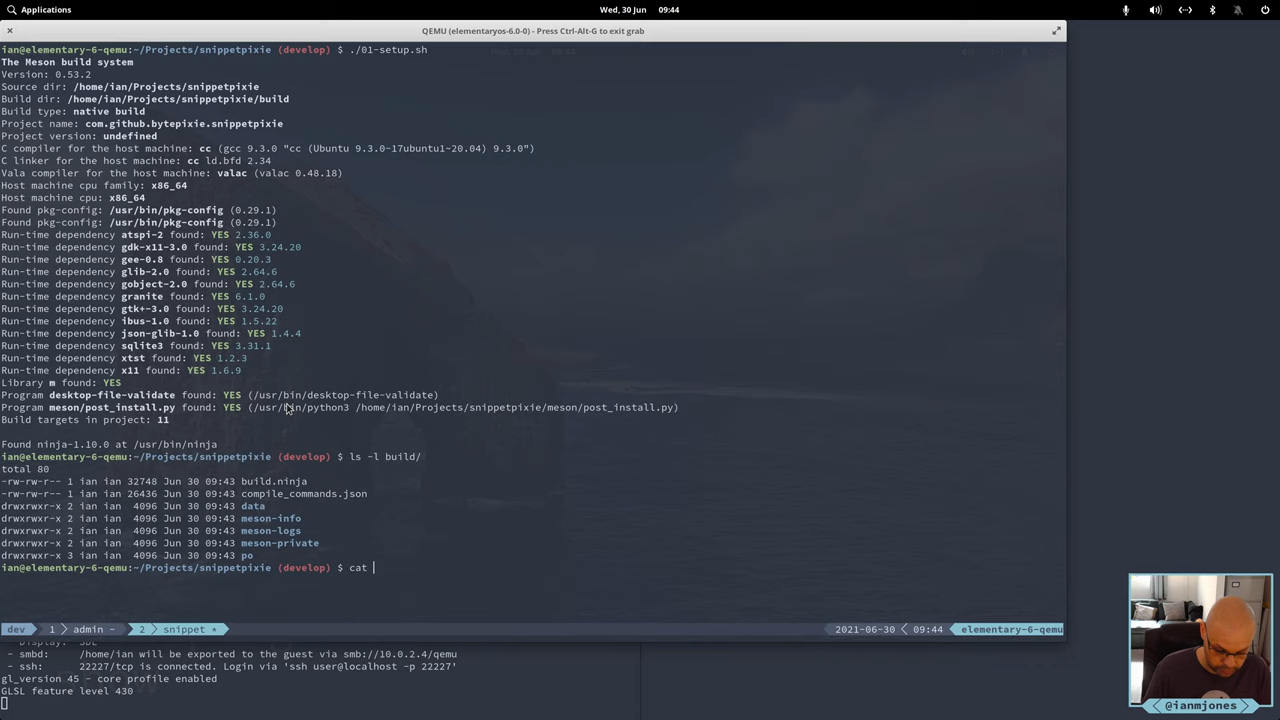 Applications
Wed, 30 Jun 09:44
QEMU (elementaryos-6.0-0) - Press Ctrl-Alt-G to exit grab
ian@elementary-6-qemu:~/Projects/snippetpixie (develop) $ ./01-setup.sh
The Meson build system
Version: 0.53.2
Source dir: /home/ian/Projects/snippetpixie
Build dir: /home/ian/Projects/snippetpixie/build
Build type: native build
Project name: com.github.bytepixie.snippetpixie
Project version: undefined
C compiler for the host machine: cc (gcc 9.3.0 "cc (Ubuntu 9.3.0-17ubuntu1~20.04) 9.3.0")
C linker for the host machine: cc ld.bfd 2.34
Vala compiler for the host machine: valac (valac 0.48.18)
Host machine cpu family: x86_64
Host machine cpu: x86_64
Found pkg-config: /usr/bin/pkg-config (0.29.1)
Found pkg-config: /usr/bin/pkg-config (0.29.1)
Run-time dependency atspi-2 found: YES 2.36.0
Run-time dependency gdk-x11-3.0 found: YES 3.24.20
Run-time dependency gee-0.8 found: YES 0.20.3
Run-time dependency glib-2.0 found: YES 2.64.6
Run-time dependency gobject-2.0 found: YES 2.64.6
Run-time dependency granite found: YES 6.1.0
Run-time dependency gtk+-3.0 found: YES 3.24.20
Run-time dependency ibus-1.0 found: YES 1.5.22
Run-time dependency json-glib-1.0 found: YES 1.4.4
Run-time dependency sqlite3 found: YES 3.31.1
Run-time dependency xtst found: YES 1.2.3
Run-time dependency x11 found: YES 1.6.9
Library m found: YES
Program desktop-file-validate found: YES (/usr/bin/desktop-file-validate)
Program meson/post_install.py found: YES (/usr/bin/python3 /home/ian/Projects/snippetpixie/meson/post_install.py)
Build targets in project: 11
Found ninja-1.10.0 at /usr/bin/ninja
ian@elementary-6-qemu:~/Projects/snippetpixie (develop) $ ls -l build/
total 80
-rw-rw-r-- 1 ian ian 32748 Jun 30 09:43 build.ninja
-rw-rw-r-- 1 ian ian 26436 Jun 30 09:43 compile_commands.json
drwxrwxr-x 2 ian ian  4096 Jun 30 09:43 data
drwxrwxr-x 2 ian ian  4096 Jun 30 09:43 meson-info
drwxrwxr-x 2 ian ian  4096 Jun 30 09:43 meson-logs
drwxrwxr-x 2 ian ian  4096 Jun 30 09:43 meson-private
drwxrwxr-x 3 ian ian  4096 Jun 30 09:43 po
ian@elementary-6-qemu:~/Projects/snippetpixie (develop) $ cat
dev 1 admin - 2 snippet * 2021-06-30 09:44 elementary-6-qemu
- Display: SDL
- smbd: /home/ian will be exported to the guest via smb://10.0.2.4/qemu
- ssh: 22227/tcp is connected. Login via 'ssh user@localhost -p 22227'
gl_version 45 - core profile enabled
GLSL feature level 430
@ianmjones